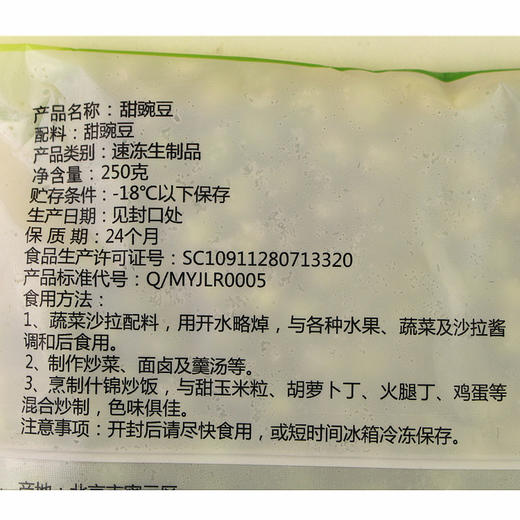 产品名称：甜豌豆
配料：甜豌豆
产品类别：速冻生制品
净含量：250克
贮存条件：-18℃以下保存
生产日期：见封口处
保 质 期：24个月
食品生产许可证号：SC10911280713320
产品标准代号：Q/MYJLR0005
食用方法：
1、蔬菜沙拉配料，用开水略焯，与各种水果、蔬菜及沙拉酱
调和后食用。
2、制作炒菜、面卤及羹汤等。
3、烹制什锦炒饭，与甜玉米粒、胡萝卜丁、火腿丁、鸡蛋等
混合炒制，色味俱佳。
注意事项：开封后请尽快食用，或短时间冰箱冷冻保存。
产地：北京市密云区